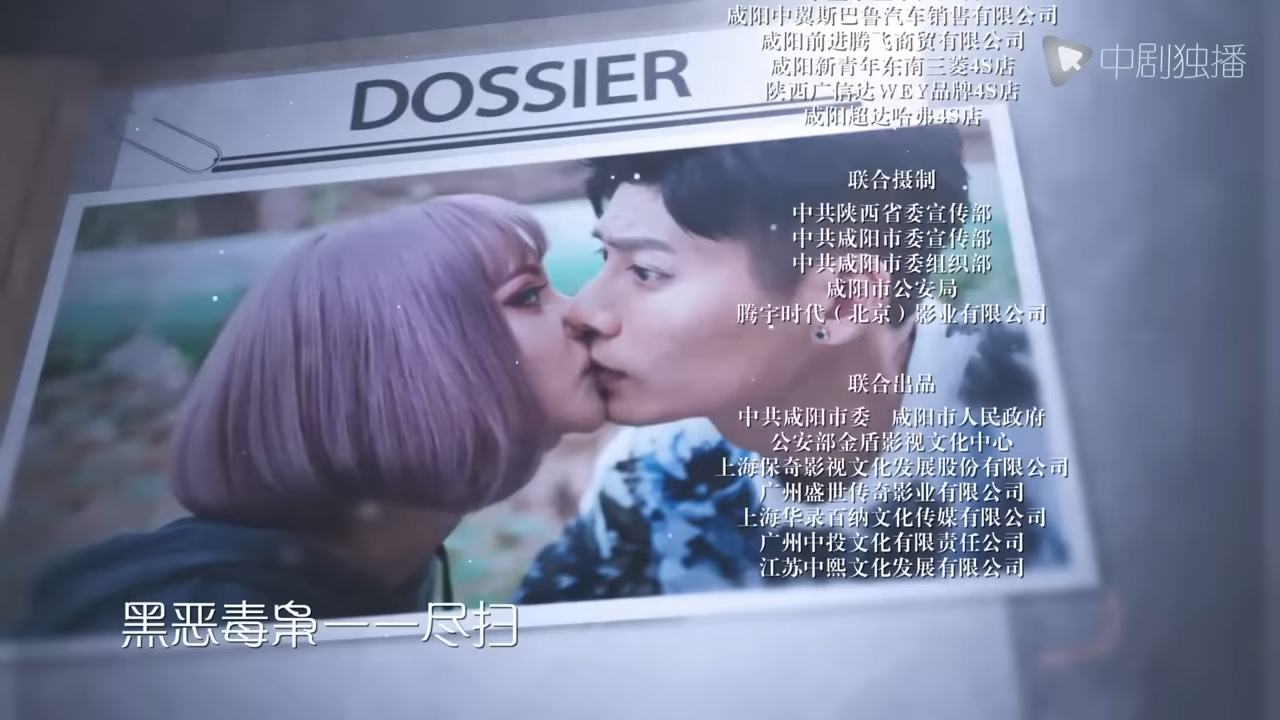 咸阳中翼斯巴鲁汽车销售有限公司
咸阳前进腾飞商贸有限公司
咸阳新青年东南三菱4S店
陕西广信达WEY品牌4S店
咸阳超达哈弗4S店
中剧独播
DOSSIER
联合摄制
中共陕西省委宣传部
中共咸阳市委宣传部
中共咸阳市委组织部
咸阳市公安局
腾宇时代（北京）影业有限公司
联合出品
中共咸阳市委 咸阳市人民政府
公安部金盾影视文化中心
上海保奇影视文化发展股份有限公司
广州盛世传奇影业有限公司
上海华录百纳文化传媒有限公司
广州中投文化有限责任公司
江苏中熙文化发展有限公司
黑恶毒枭一一尽扫